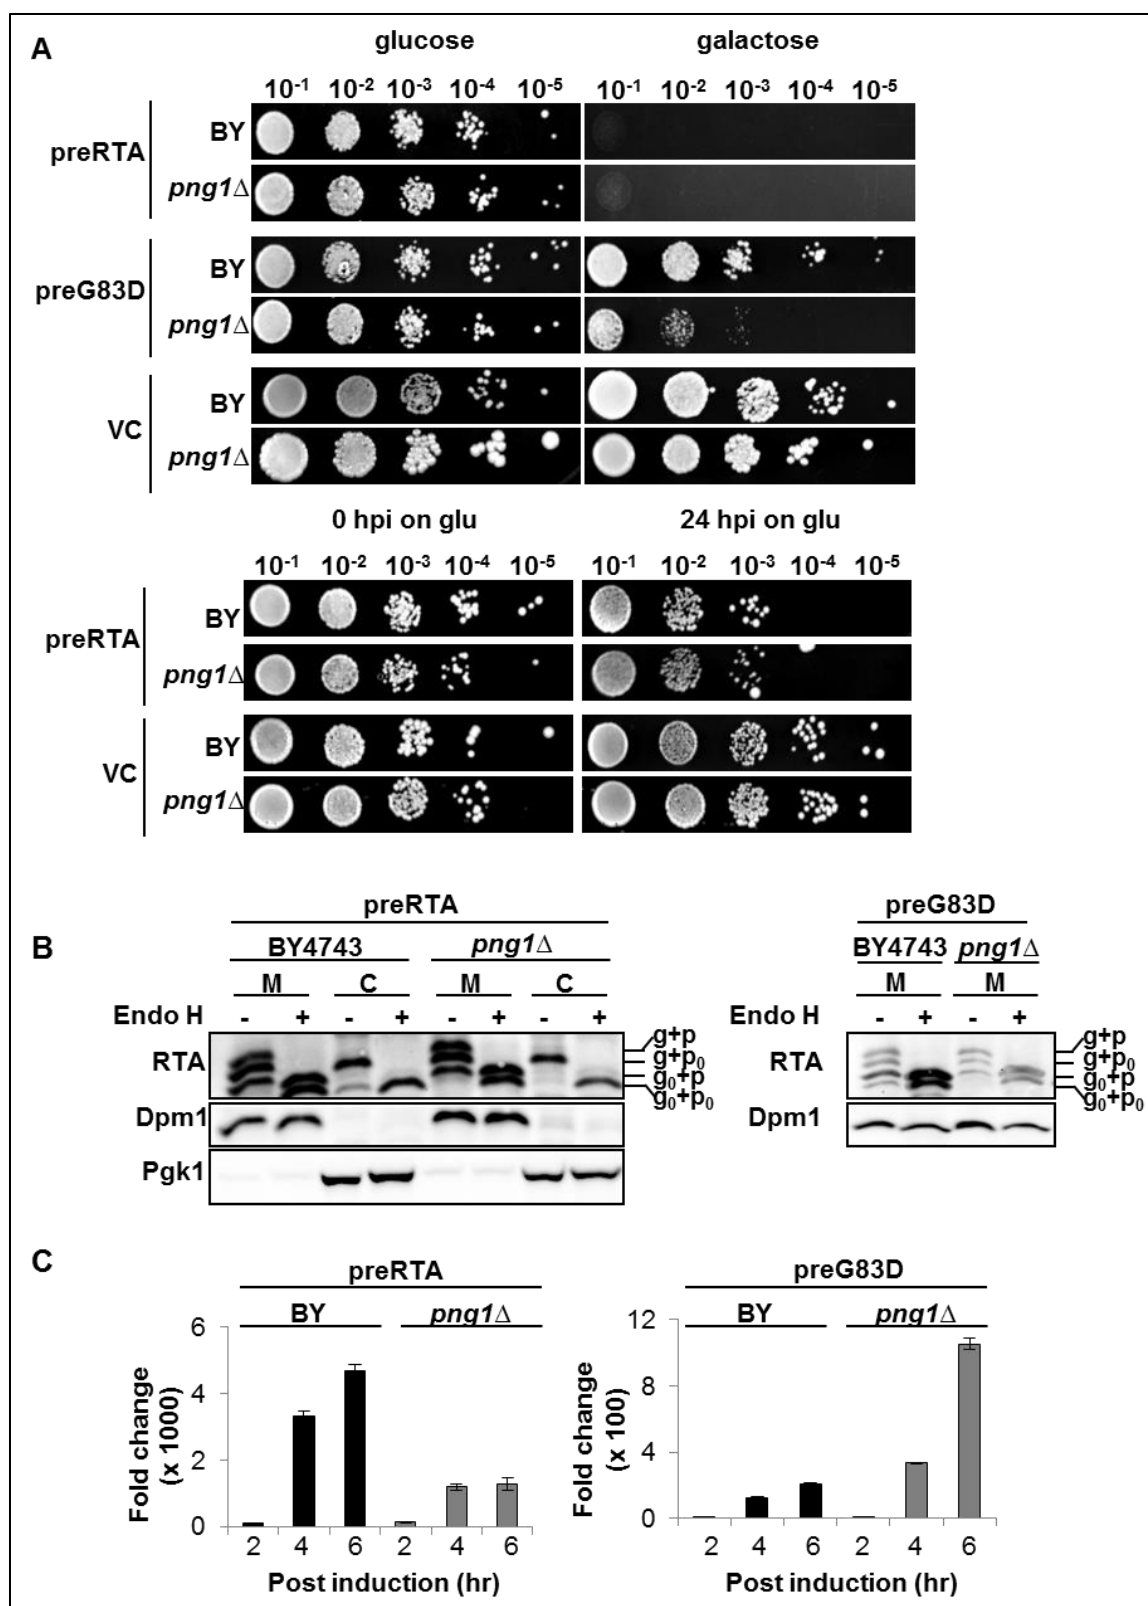 A
glucose galactose
10⁻¹ 10⁻² 10⁻³ 10⁻⁴ 10⁻⁵ 10⁻¹ 10⁻² 10⁻³ 10⁻⁴ 10⁻⁵
preRTA
BY
png1Δ
preG83D
BY
png1Δ
VC
BY
png1Δ
0 hpi on glu 24 hpi on glu
10⁻¹ 10⁻² 10⁻³ 10⁻⁴ 10⁻⁵ 10⁻¹ 10⁻² 10⁻³ 10⁻⁴ 10⁻⁵
preRTA
BY
png1Δ
VC
BY
png1Δ
B
preRTA
BY4743 png1Δ
M C M C
Endo H - + - + - + - +
RTA
g+p
g+p₀
g₀+p
g₀+p₀
Dpm1
Pgk1
preG83D
BY4743 png1Δ
M M
Endo H - + - +
RTA
g+p
g+p₀
g₀+p
g₀+p₀
Dpm1
C
preRTA
BY png1Δ
Fold change
(x 1000)
6
4
2
0
2 4 6 2 4 6
Post induction (hr)
preG83D
BY png1Δ
Fold change
(x 100)
12
8
4
0
2 4 6 2 4 6
Post induction (hr)